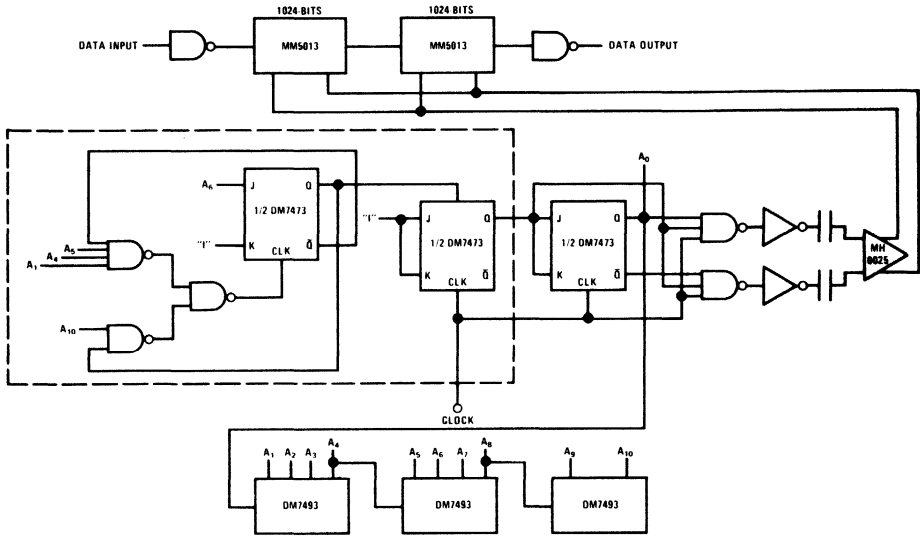 1024-BITS
1024-BITS
DATA INPUT
MM5013
MM5013
DATA OUTPUT
A₀
A₆
J
Q
1/2 DM7473
"1"
K
Q̄
CLK
"1"
J
Q
1/2 DM7473
K
Q̄
CLK
J
Q
1/2 DM7473
K
Q̄
CLK
MH
0025
A₅
A₄
A₁
A₁₀
CLOCK
A₁
A₂
A₃
A₄
A₅
A₆
A₇
A₈
A₉
A₁₀
DM7493
DM7493
DM7493